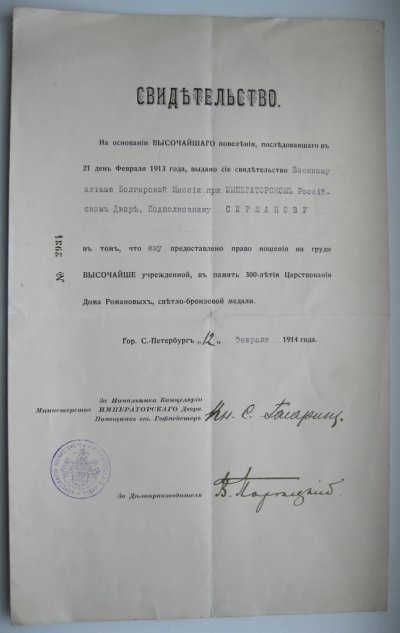 СВИДѢТЕЛЬСТВО.
На основаніи ВЫСОЧАЙШАГО повелѣнія, послѣдовавшаго въ
21 день Февраля 1913 года, выдано сіе свидѣтельство Военному
атташе Болгарской Миссіи при ИМПЕРАТОРСКОМЪ Россій-
скомъ Дворѣ, Подполковнику СИРМАНОВУ
въ томъ, что ему предоставлено право ношенія на груди
ВЫСОЧАЙШЕ учрежденной, въ память 300-лѣтія Царствованія
Дома Романовыхъ, свѣтло-бронзовой медали.
№ 2934
Гор. С.-Петербургъ „12„ Февраля 1914 года.
За Начальника Канцеляріи
Министерства ИМПЕРАТОРСКАГО Двора
Помощникъ его, Гофмейстеръ
Кн. С. Гагаринъ
За Дѣлопроизводителя
В.